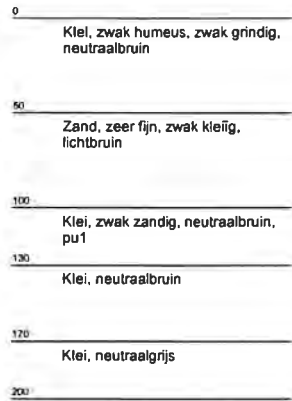 0
Klei, zwak humeus, zwak grindig,
neutraalbruin
50
Zand, zeer fijn, zwak kleiïg,
lichtbruin
100
Klei, zwak zandig, neutraalbruin,
pu1
130
Klei, neutraalbruin
170
Klei, neutraalgrijs
200